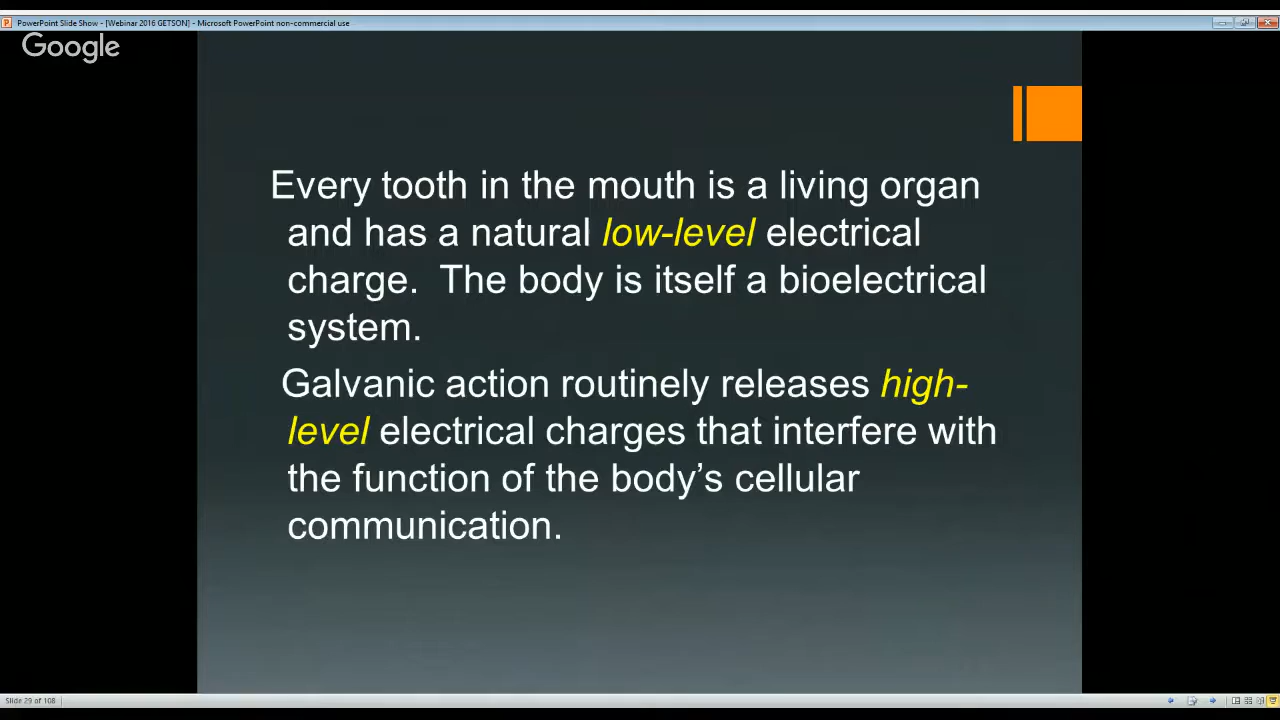 PowerPoint Slide Show - [Webinar 2016 GETSON] - Microsoft PowerPoint non-commercial use
Google
Every tooth in the mouth is a living organ
and has a natural low-level electrical
charge.  The body is itself a bioelectrical
system.
Galvanic action routinely releases high-
level electrical charges that interfere with
the function of the body’s cellular
communication.
Slide 29 of 108